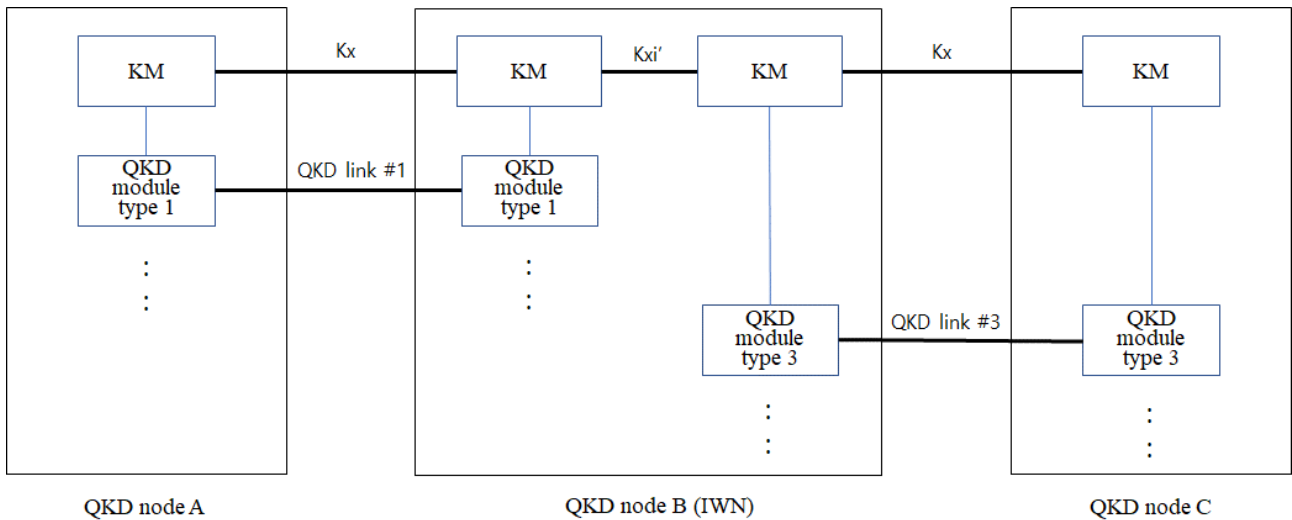 Kx
Kxi’
Kx
KM
KM
KM
KM
QKD
module
type 1
QKD link #1
QKD
module
type 1
QKD
module
type 3
QKD link #3
QKD
module
type 3
QKD node A
QKD node B (IWN)
QKD node C